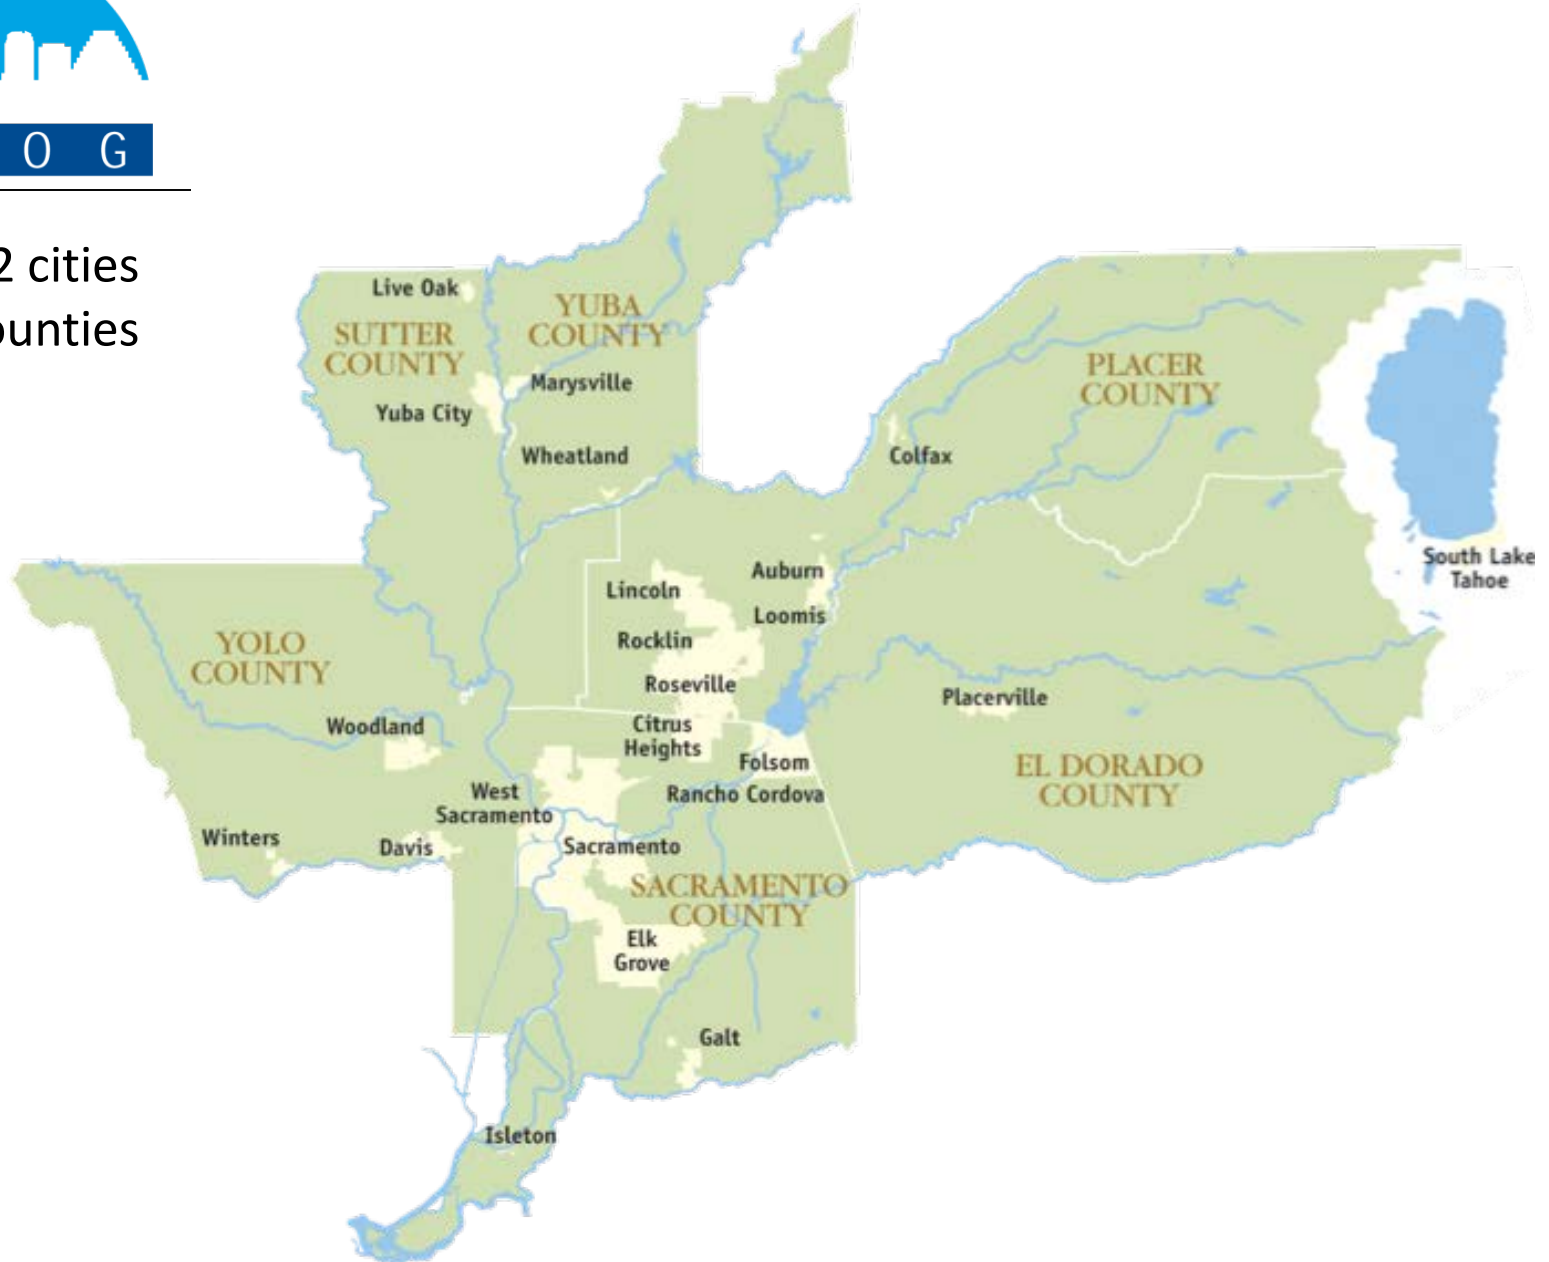 O G
2 cities
ounties
Live Oak
SUTTER
COUNTY
YUBA
COUNTY
Marysville
Yuba City
Wheatland
PLACER
COUNTY
Colfax
South Lake
Tahoe
Auburn
Lincoln
Loomis
Rocklin
Roseville
YOLO
COUNTY
Woodland
Citrus
Heights
Placerville
Folsom
EL DORADO
COUNTY
West
Sacramento
Rancho Cordova
Winters
Davis
Sacramento
SACRAMENTO
COUNTY
Elk
Grove
Galt
Isleton